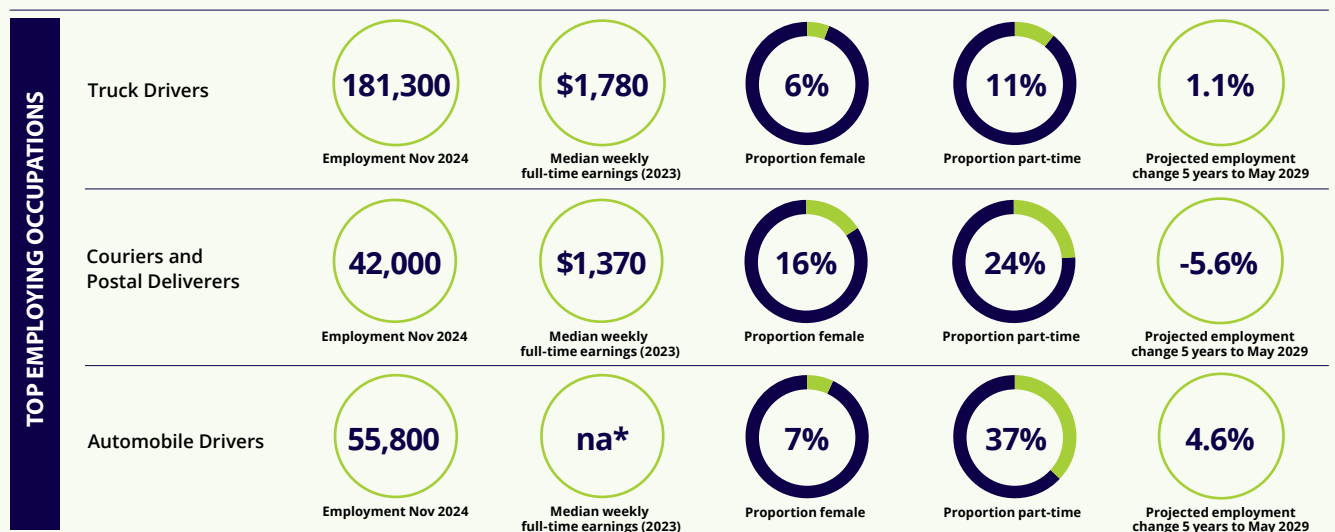 TOP EMPLOYING OCCUPATIONS
Truck Drivers
181,300
Employment Nov 2024
$1,780
Median weekly
full-time earnings (2023)
6%
Proportion female
11%
Proportion part-time
1.1%
Projected employment
change 5 years to May 2029
Couriers and
Postal Deliverers
42,000
Employment Nov 2024
$1,370
Median weekly
full-time earnings (2023)
16%
Proportion female
24%
Proportion part-time
-5.6%
Projected employment
change 5 years to May 2029
Automobile Drivers
55,800
Employment Nov 2024
na*
Median weekly
full-time earnings (2023)
7%
Proportion female
37%
Proportion part-time
4.6%
Projected employment
change 5 years to May 2029